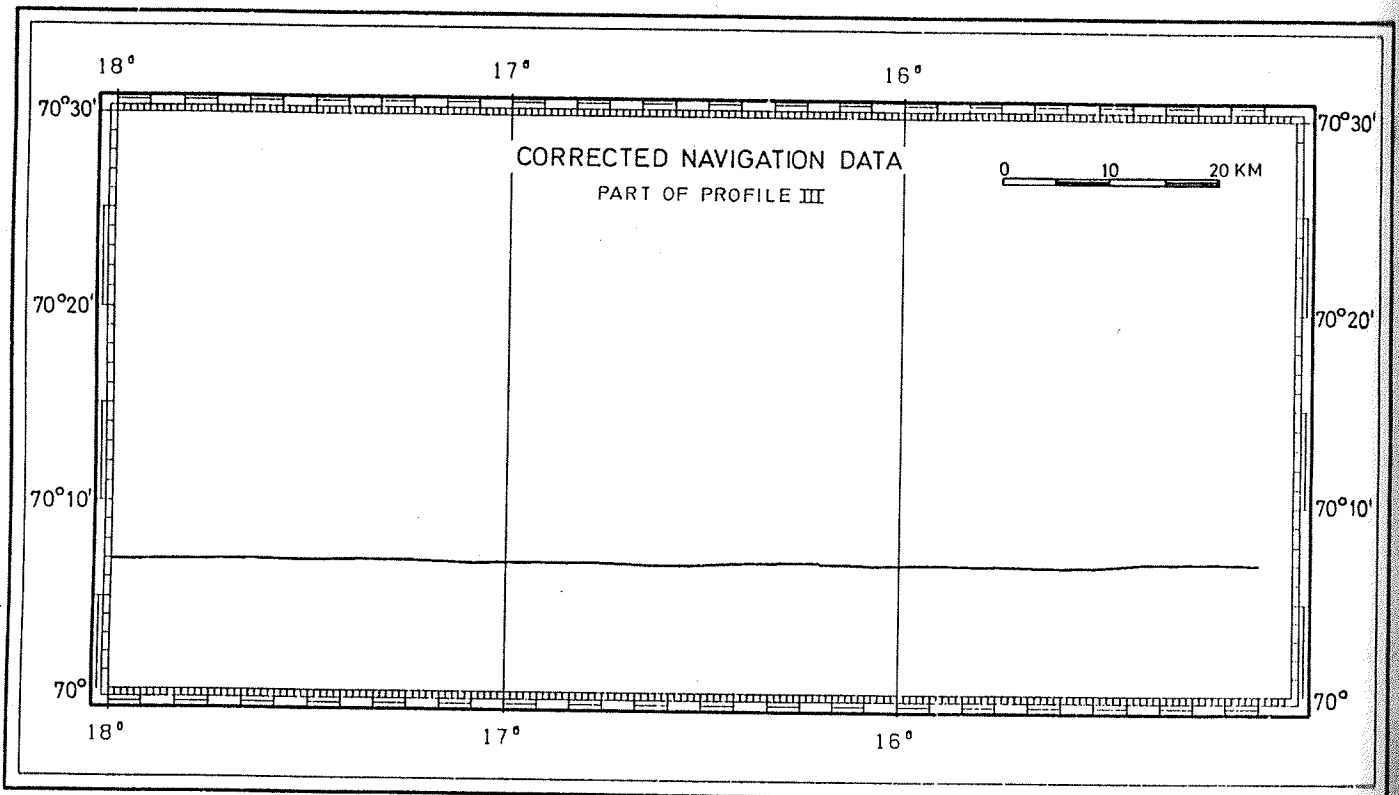 18° 17° 16°
70°30' 70°30'
CORRECTED NAVIGATION DATA
PART OF PROFILE III
0 10 20 KM
70°20' 70°20'
70°10' 70°10'
70° 70°
18° 17° 16°